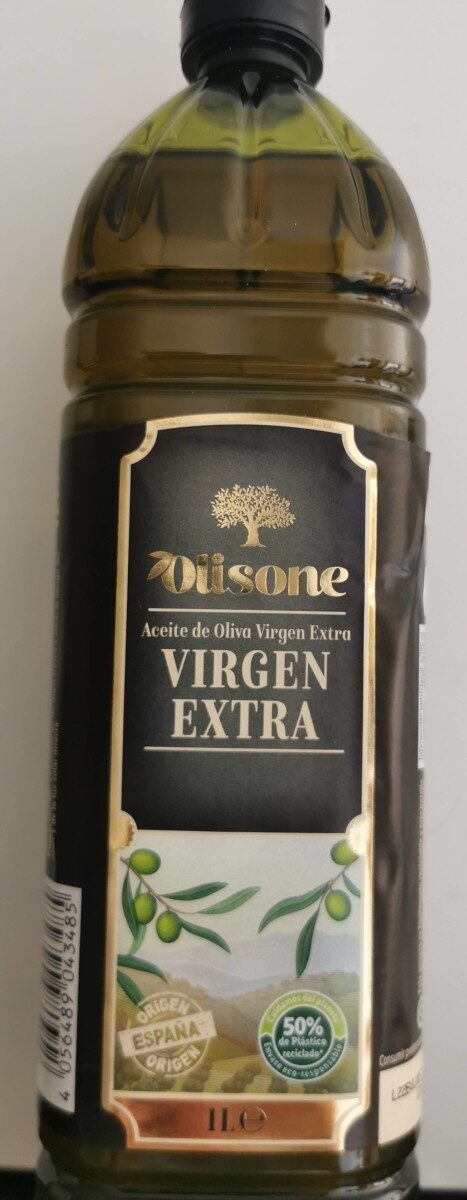 Olisone
Aceite de Oliva Virgen Extra
VIRGEN
EXTRA
ORIGEN
ESPAÑA
ORIGEN
Cuidamos del planeta
50%
de Plástico
reciclado*
Envase eco-responsable
1L e
4 056489 043485
Consumir